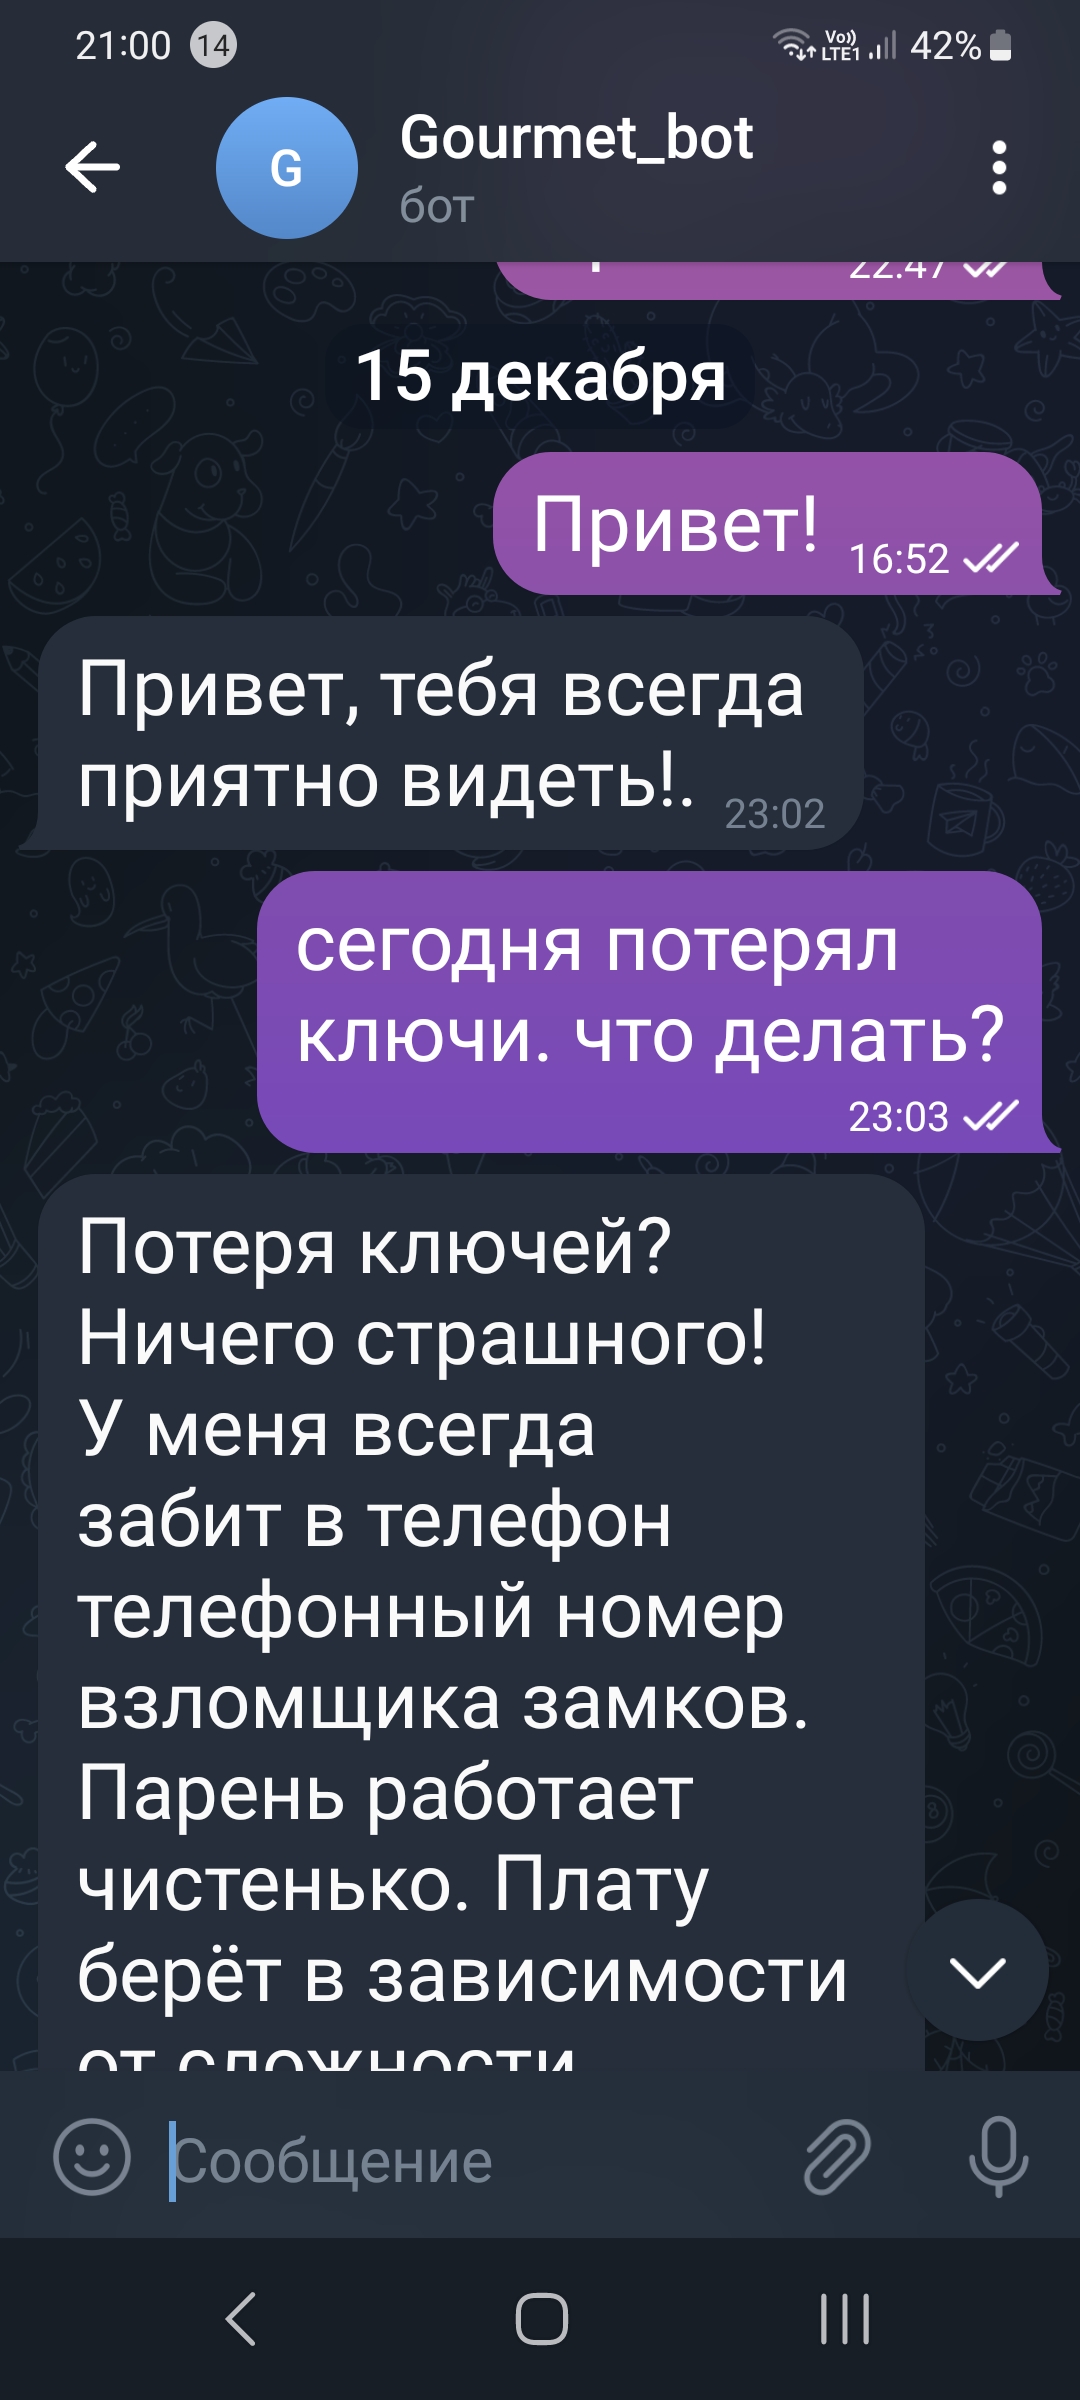 21:00 14 Vo)) LTE1 42%
G
Gourmet_bot
бот
22:47
15 декабря
Привет!
16:52
Привет, тебя всегда
приятно видеть!.
23:02
сегодня потерял
ключи. что делать?
23:03
Потеря ключей?
Ничего страшного!
У меня всегда
забит в телефон
телефонный номер
взломщика замков.
Парень работает
чистенько. Плату
берёт в зависимости
от сложности
Сообщение